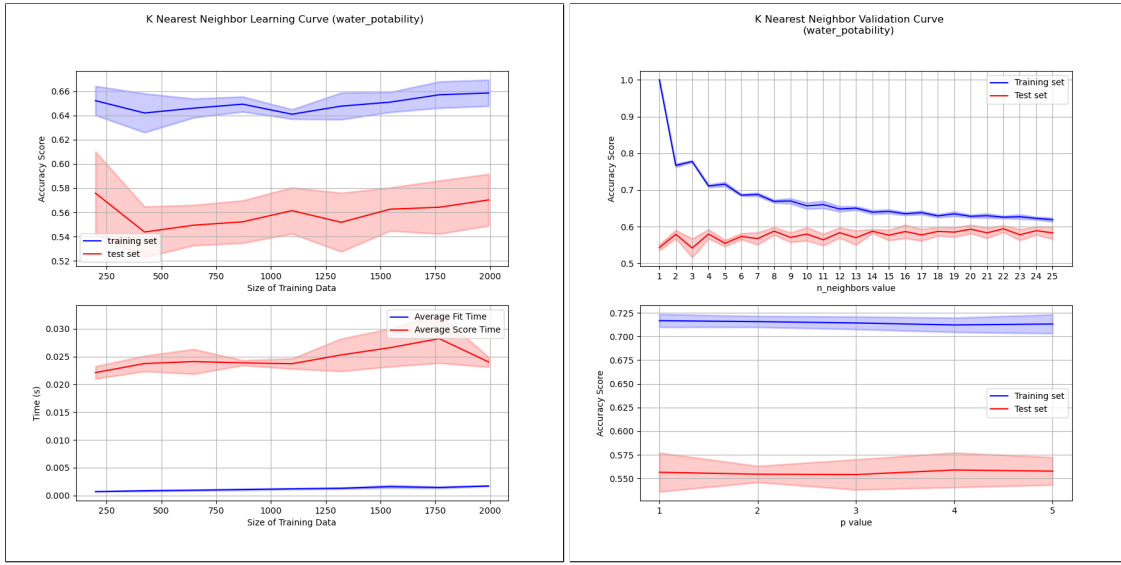 K Nearest Neighbor Learning Curve (water_potability)
Accuracy Score
0.66
0.64
0.62
0.60
0.58
0.56
0.54
0.52
training set
test set
250 500 750 1000 1250 1500 1750 2000
Size of Training Data
Time (s)
0.030
0.025
0.020
0.015
0.010
0.005
0.000
Average Fit Time
Average Score Time
250 500 750 1000 1250 1500 1750 2000
Size of Training Data
K Nearest Neighbor Validation Curve
(water_potability)
Accuracy Score
1.0
0.9
0.8
0.7
0.6
0.5
Training set
Test set
1 2 3 4 5 6 7 8 9 10 11 12 13 14 15 16 17 18 19 20 21 22 23 24 25
n_neighbors value
Accuracy Score
0.725
0.700
0.675
0.650
0.625
0.600
0.575
0.550
Training set
Test set
1 2 3 4 5
p value